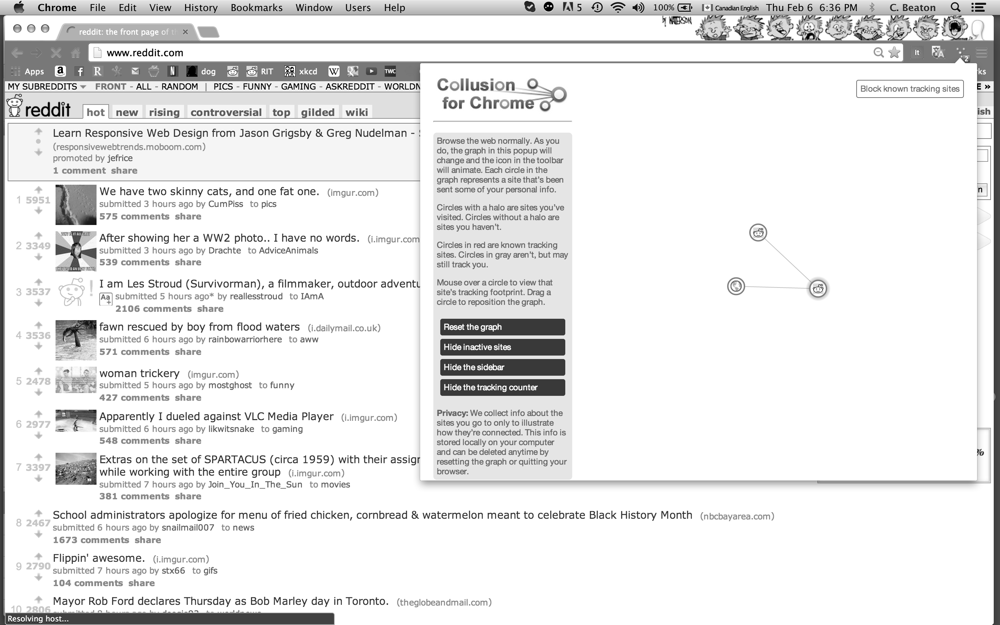 Chrome File Edit View History Bookmarks Window Users Help 5 100% Canadian English Thu Feb 6 6:36 PM C. Beaton
by WATTERSON
reddit: the front page of th
www.reddit.com
it A 2
Apps a f R N dog RIT xkcd W g TWC ks
MY SUBREDDITS FRONT - ALL - RANDOM | PICS - FUNNY - GAMING - ASKREDDIT - WORLDN E »
reddit hot new rising controversial top gilded wiki ish
Learn Responsive Web Design from Jason Grigsby & Greg Nudelman -
(responsivewebtrends.moboom.com)
promoted by jefrice
1 comment share
1 5951 We have two skinny cats, and one fat one. (imgur.com)
submitted 3 hours ago by CumPiss to pics
575 comments share
2 3349 After showing her a WW2 photo.. I have no words. (i.imgur.com
submitted 3 hours ago by Drachte to AdviceAnimals
539 comments share
3 3537 I am Les Stroud (Survivorman), a filmmaker, outdoor adventu
Aa+ submitted 5 hours ago* by reallesstroud to IAmA
2106 comments share
4 3536 fawn rescued by boy from flood waters (i.dailymail.co.uk)
submitted 6 hours ago by rainbowarriorhere to aww
571 comments share
5 2478 woman trickery (imgur.com)
submitted 5 hours ago by mostghost to funny
427 comments share
6 2977 Apparently I dueled against VLC Media Player (i.imgur.com)
submitted 6 hours ago by likwitsnake to gaming
548 comments share
7 3397 Extras on the set of SPARTACUS (circa 1959) with their assig
while working with the entire group (i.imgur.com)
submitted 7 hours ago by Join_You_In_The_Sun to movies
381 comments share
8 2467 School administrators apologize for menu of fried chicken, cornbread & watermelon meant to celebrate Black History Month (nbcbayarea.com)
submitted 6 hours ago by snailmail007 to news
1673 comments share
9 2790 Flippin' awesome. (i.imgur.com)
submitted 7 hours ago by stx66 to gifs
104 comments share
10 2806 Mayor Rob Ford declares Thursday as Bob Marley day in Toronto. (theglobeandmail.com)
Resolving host...
Collusion
for Chrome
Block known tracking sites
Browse the web normally. As you
do, the graph in this popup will
change and the icon in the toolbar
will animate. Each circle in the
graph represents a site that's been
sent some of your personal info.
Circles with a halo are sites you've
visited. Circles without a halo are
sites you haven't.
Circles in red are known tracking
sites. Circles in gray aren't, but may
still track you.
Mouse over a circle to view that
site's tracking footprint. Drag a
circle to reposition the graph.
Reset the graph
Hide inactive sites
Hide the sidebar
Hide the tracking counter
Privacy: We collect info about the
sites you go to only to illustrate
how they're connected. This info is
stored locally on your computer
and can be deleted anytime by
resetting the graph or quitting your
browser.
n
%